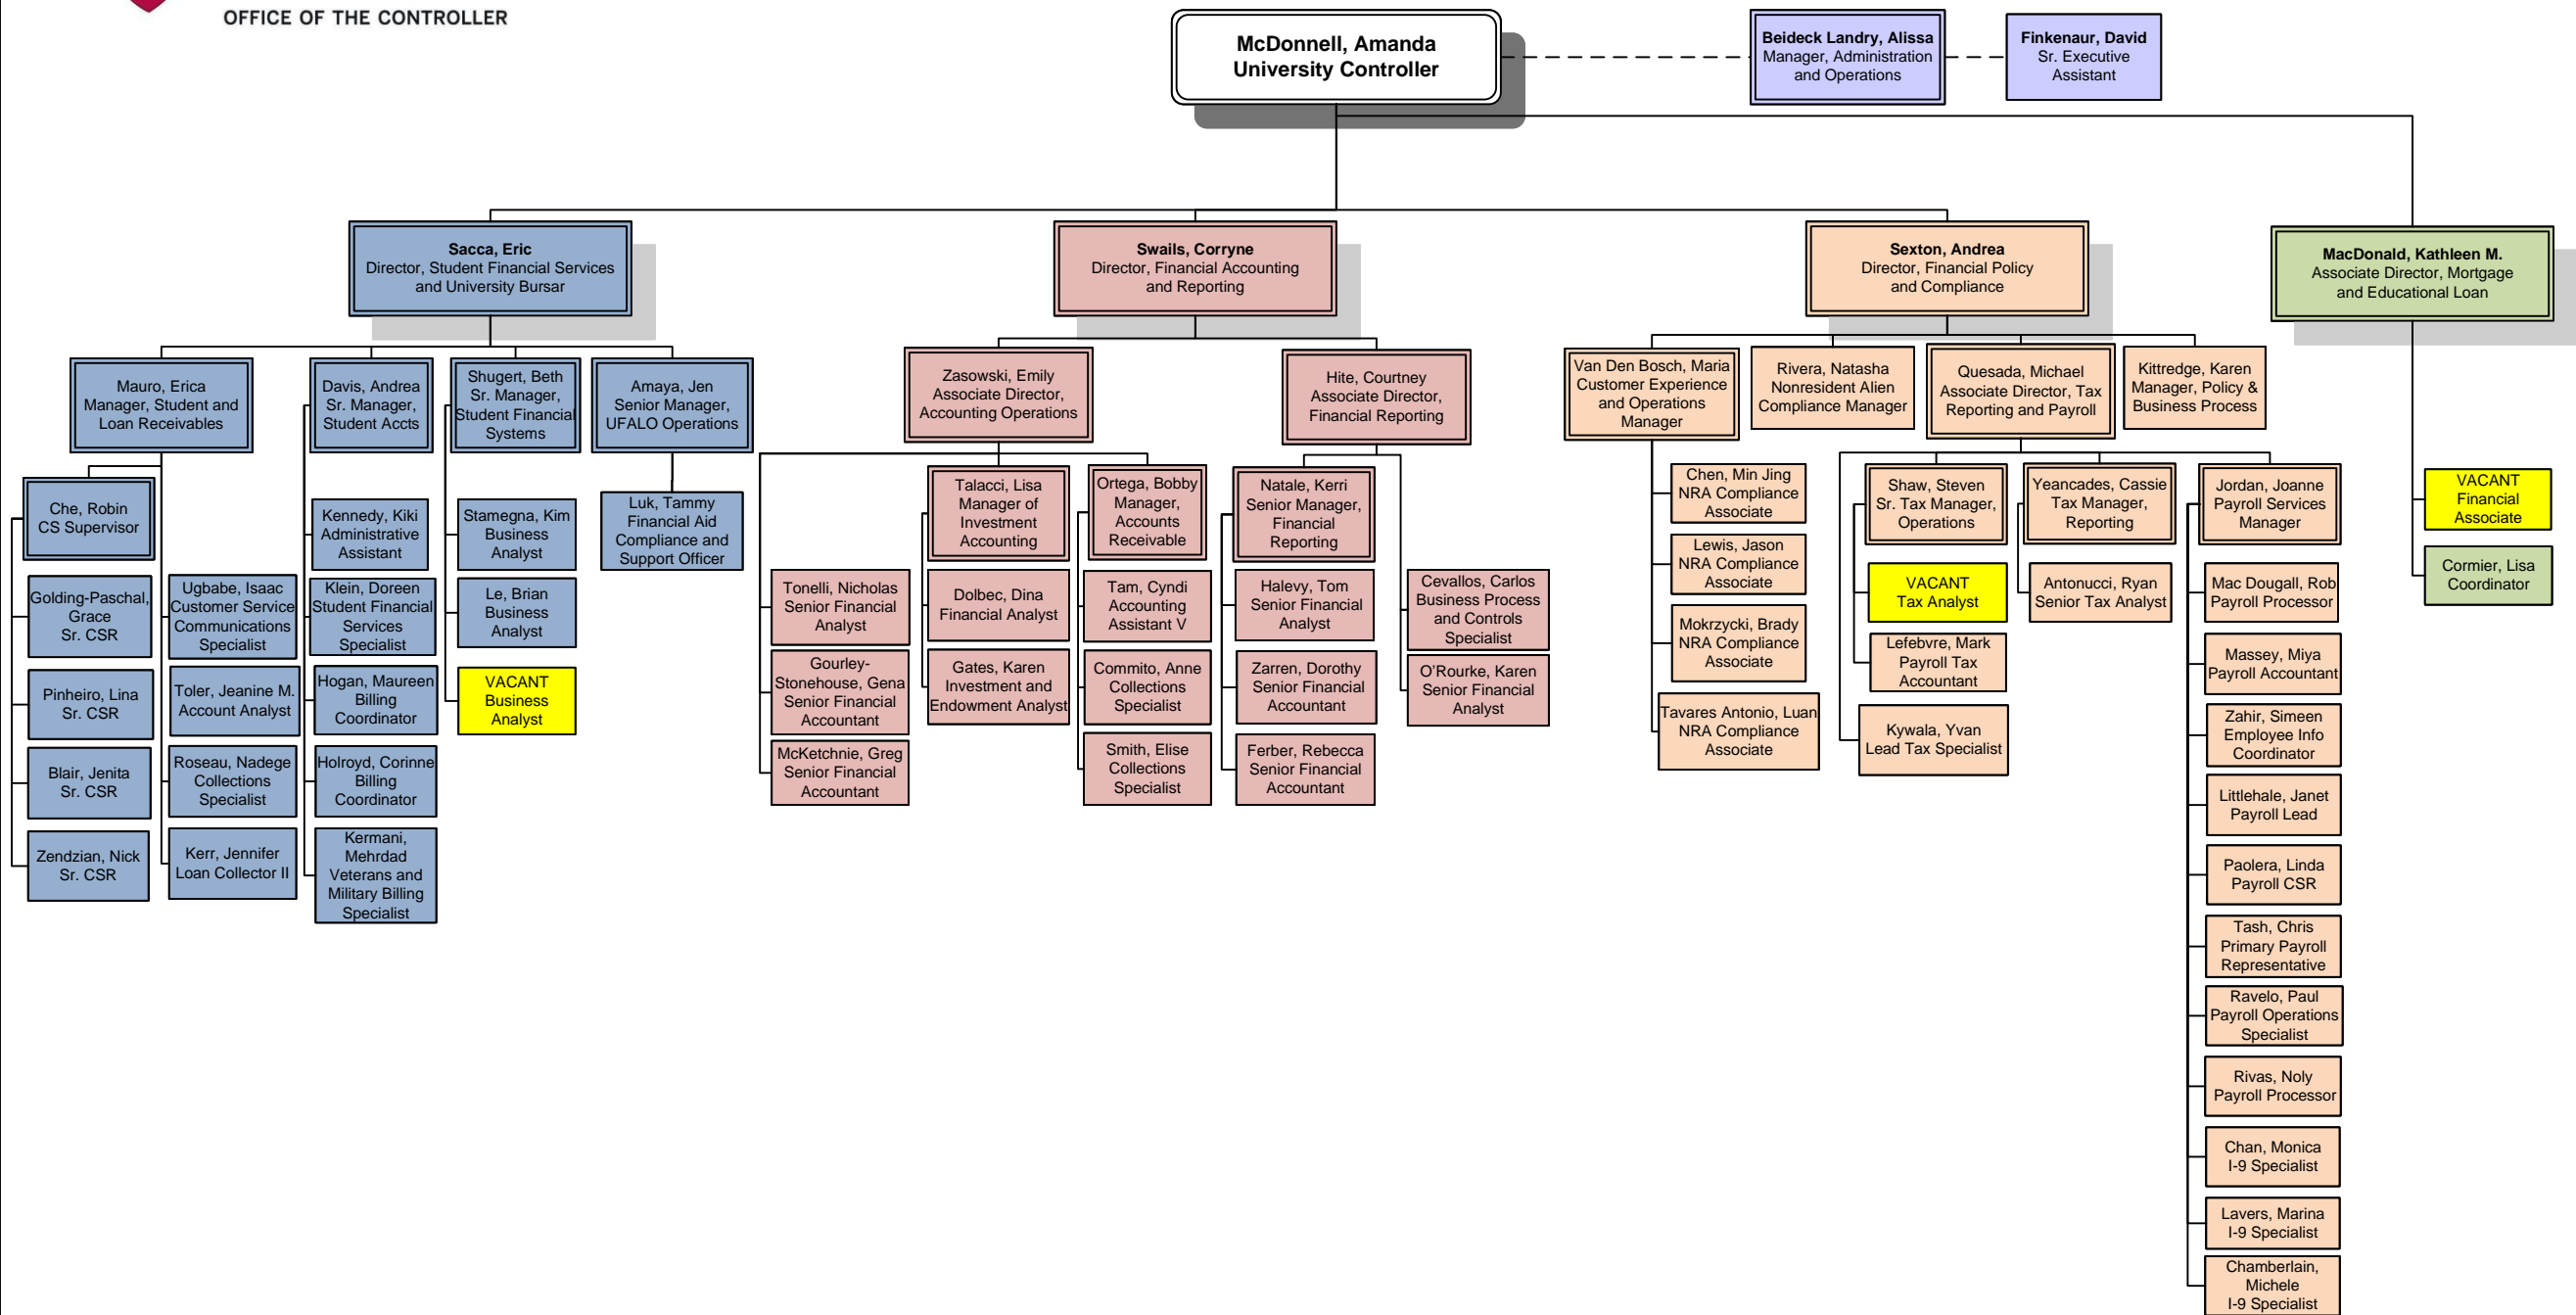 OFFICE OF THE CONTROLLER
McDonnell, Amanda
University Controller
Beideck Landry, Alissa
Manager, Administration
and Operations
Finkenaur, David
Sr. Executive
Assistant
Sacca, Eric
Director, Student Financial Services
and University Bursar
Swails, Corryne
Director, Financial Accounting
and Reporting
Sexton, Andrea
Director, Financial Policy
and Compliance
MacDonald, Kathleen M.
Associate Director, Mortgage
and Educational Loan
Mauro, Erica
Manager, Student and
Loan Receivables
Davis, Andrea
Sr. Manager,
Student Accts
Shugert, Beth
Sr. Manager,
Student Financial
Systems
Amaya, Jen
Senior Manager,
UFALO Operations
Zasowski, Emily
Associate Director,
Accounting Operations
Hite, Courtney
Associate Director,
Financial Reporting
Van Den Bosch, Maria
Customer Experience
and Operations
Manager
Rivera, Natasha
Nonresident Alien
Compliance Manager
Quesada, Michael
Associate Director, Tax
Reporting and Payroll
Kittredge, Karen
Manager, Policy &
Business Process
Che, Robin
CS Supervisor
Golding-Paschal,
Grace
Sr. CSR
Pinheiro, Lina
Sr. CSR
Blair, Jenita
Sr. CSR
Zendzian, Nick
Sr. CSR
Ugbabe, Isaac
Customer Service
Communications
Specialist
Toler, Jeanine M.
Account Analyst
Roseau, Nadege
Collections
Specialist
Kerr, Jennifer
Loan Collector II
Kennedy, Kiki
Administrative
Assistant
Klein, Doreen
Student Financial
Services
Specialist
Hogan, Maureen
Billing
Coordinator
Holroyd, Corinne
Billing
Coordinator
Kermani,
Mehrdad
Veterans and
Military Billing
Specialist
Stamegna, Kim
Business
Analyst
Le, Brian
Business
Analyst
VACANT
Business
Analyst
Luk, Tammy
Financial Aid
Compliance and
Support Officer
Tonelli, Nicholas
Senior Financial
Analyst
Gourley-
Stonehouse, Gena
Senior Financial
Accountant
McKetchnie, Greg
Senior Financial
Accountant
Talacci, Lisa
Manager of
Investment
Accounting
Dolbec, Dina
Financial Analyst
Gates, Karen
Investment and
Endowment Analyst
Ortega, Bobby
Manager,
Accounts
Receivable
Tam, Cyndi
Accounting
Assistant V
Commito, Anne
Collections
Specialist
Smith, Elise
Collections
Specialist
Natale, Kerri
Senior Manager,
Financial
Reporting
Halevy, Tom
Senior Financial
Analyst
Zarren, Dorothy
Senior Financial
Accountant
Ferber, Rebecca
Senior Financial
Accountant
Cevallos, Carlos
Business Process
and Controls
Specialist
O'Rourke, Karen
Senior Financial
Analyst
Chen, Min Jing
NRA Compliance
Associate
Lewis, Jason
NRA Compliance
Associate
Mokrzycki, Brady
NRA Compliance
Associate
Tavares Antonio, Luan
NRA Compliance
Associate
Shaw, Steven
Sr. Tax Manager,
Operations
VACANT
Tax Analyst
Lefebvre, Mark
Payroll Tax
Accountant
Kywala, Yvan
Lead Tax Specialist
Yeancades, Cassie
Tax Manager,
Reporting
Antonucci, Ryan
Senior Tax Analyst
Jordan, Joanne
Payroll Services
Manager
Mac Dougall, Rob
Payroll Processor
Massey, Miya
Payroll Accountant
Zahir, Simeen
Employee Info
Coordinator
Littlehale, Janet
Payroll Lead
Paolera, Linda
Payroll CSR
Tash, Chris
Primary Payroll
Representative
Ravelo, Paul
Payroll Operations
Specialist
Rivas, Noly
Payroll Processor
Chan, Monica
I-9 Specialist
Lavers, Marina
I-9 Specialist
Chamberlain,
Michele
I-9 Specialist
VACANT
Financial
Associate
Cormier, Lisa
Coordinator